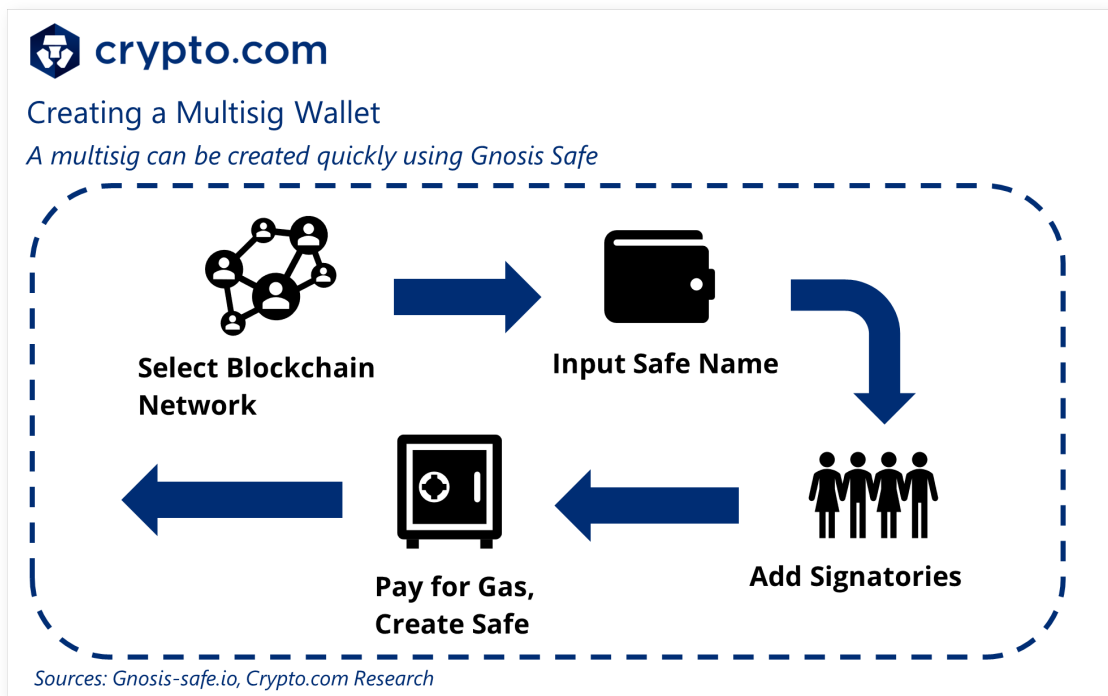 crypto.com
Creating a Multisig Wallet
A multisig can be created quickly using Gnosis Safe
Select Blockchain
Network
Input Safe Name
Add Signatories
Pay for Gas,
Create Safe
Sources: Gnosis-safe.io, Crypto.com Research